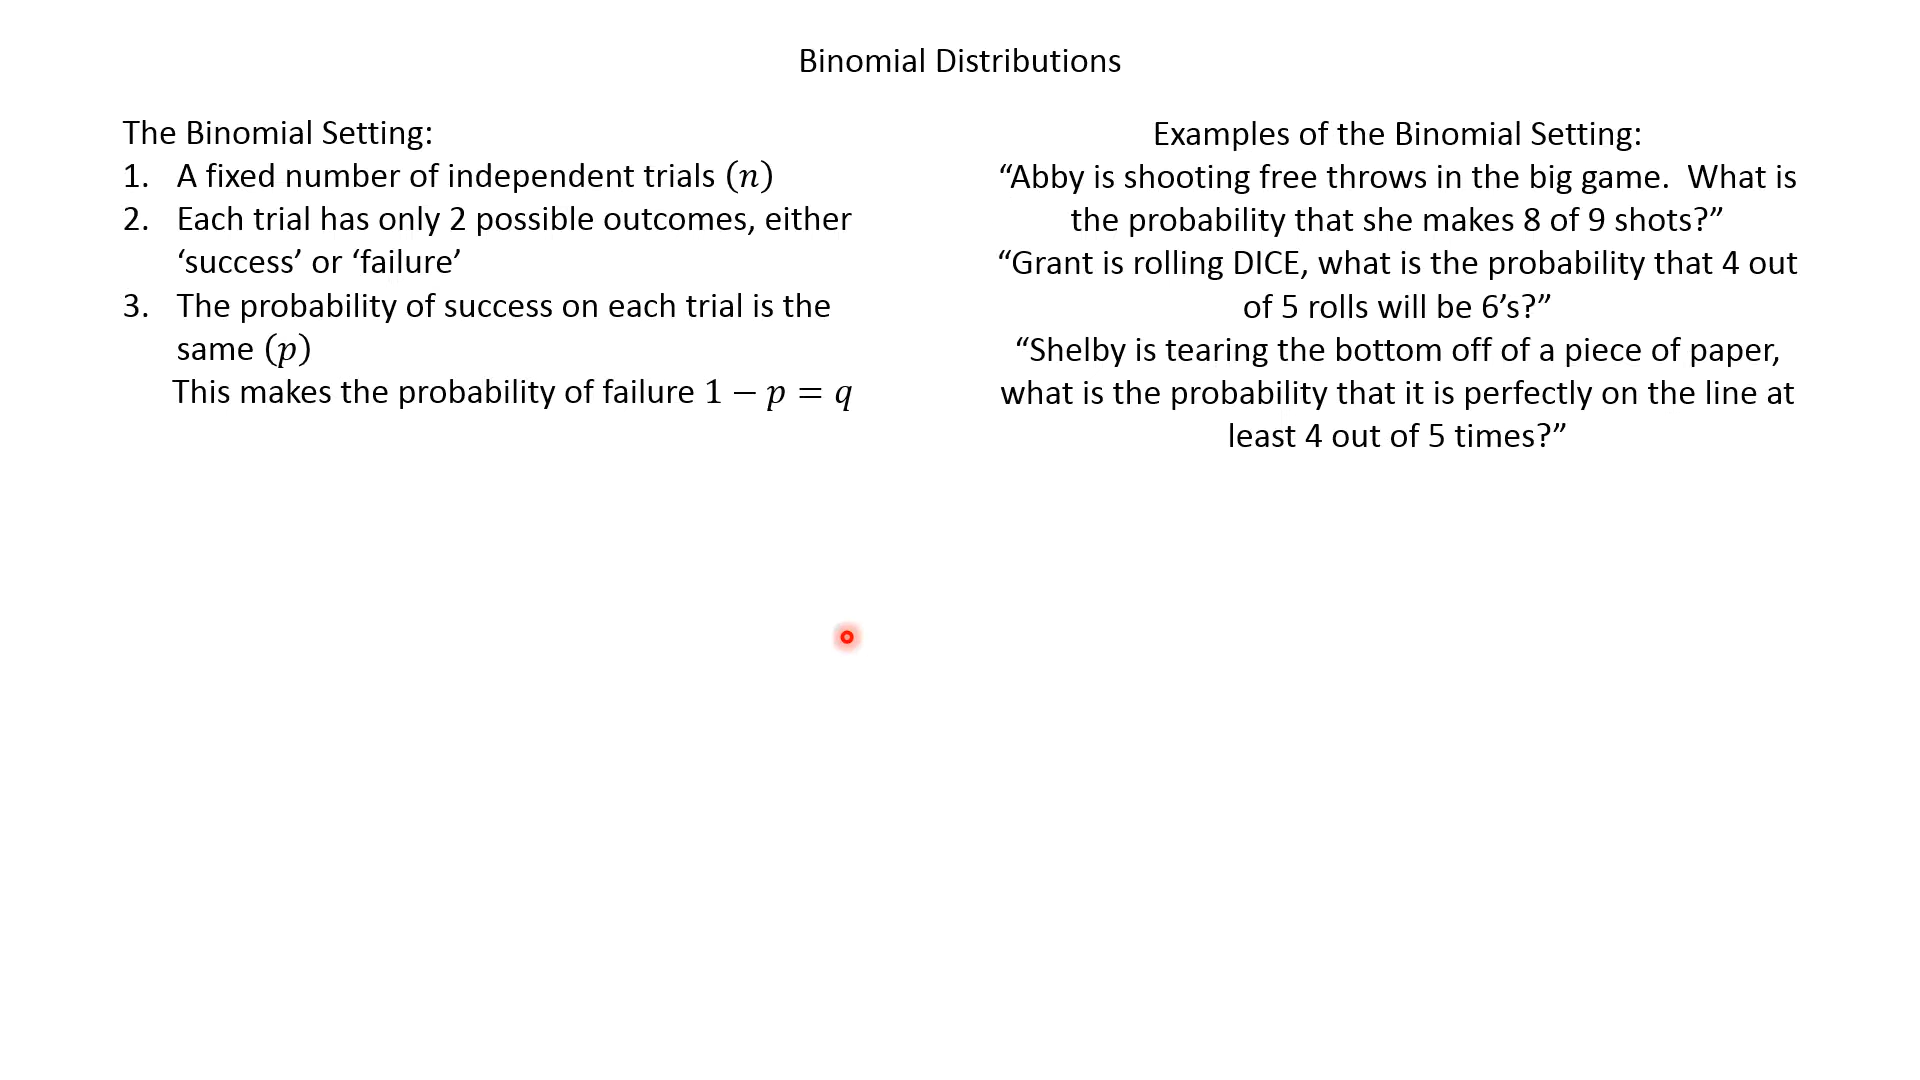 Binomial Distributions
The Binomial Setting:
1. A fixed number of independent trials (n)
2. Each trial has only 2 possible outcomes, either
‘success’ or ‘failure’
3. The probability of success on each trial is the
same (p)
This makes the probability of failure 1 − p = q
Examples of the Binomial Setting:
“Abby is shooting free throws in the big game.  What is
the probability that she makes 8 of 9 shots?”
“Grant is rolling DICE, what is the probability that 4 out
of 5 rolls will be 6’s?”
“Shelby is tearing the bottom off of a piece of paper,
what is the probability that it is perfectly on the line at
least 4 out of 5 times?”